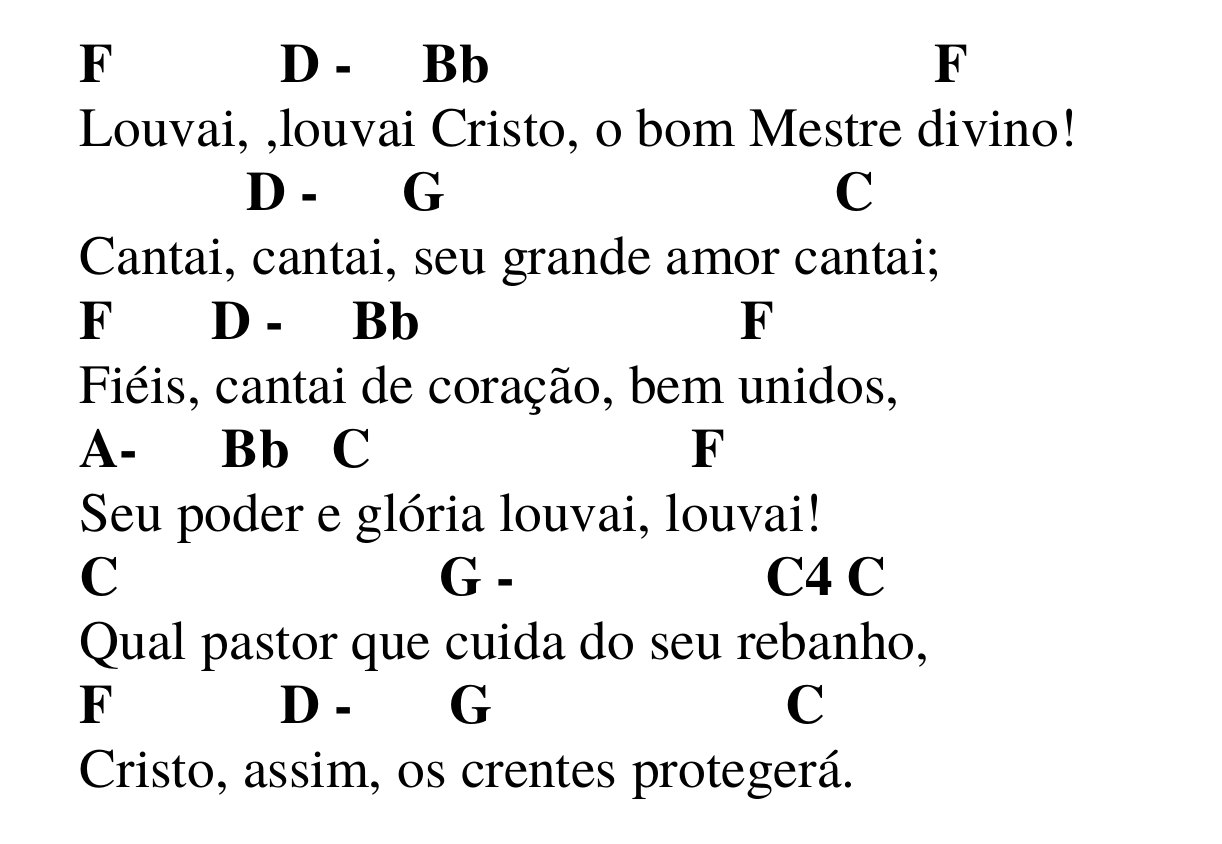 F D - Bb F
Louvai, ,louvai Cristo, o bom Mestre divino!
D - G C
Cantai, cantai, seu grande amor cantai;
F D - Bb F
Fiéis, cantai de coração, bem unidos,
A- Bb C F
Seu poder e glória louvai, louvai!
C G - C4 C
Qual pastor que cuida do seu rebanho,
F D - G C
Cristo, assim, os crentes protegerá.